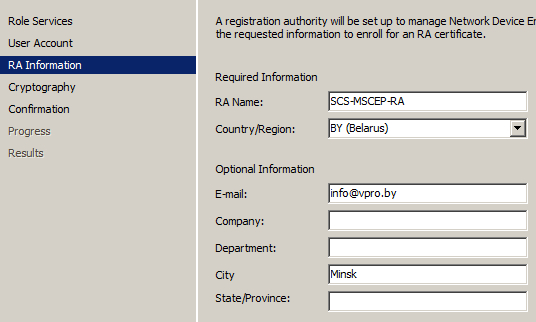 Role Services
User Account
RA Information
Cryptography
Confirmation
Progress
Results
A registration authority will be set up to manage Network Device
the requested information to enroll for an RA certificate.
Required Information
RA Name: SCS-MSCEP-RA
Country/Region: BY (Belarus)
Optional Information
E-mail: info@vpro.by
Company:
Department:
City Minsk
State/Province: